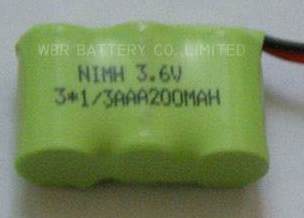 WBR BATTERY CO.,LIMITED
NIMH 3.6V
3*1/3AAA200MAH